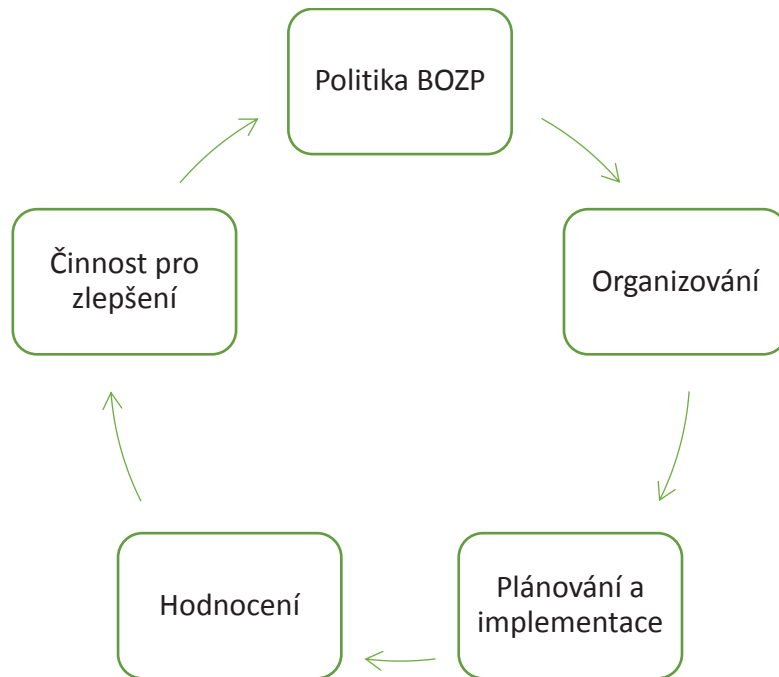 Politika BOZP
Organizování
Plánování a
implementace
Hodnocení
Činnost pro
zlepšení